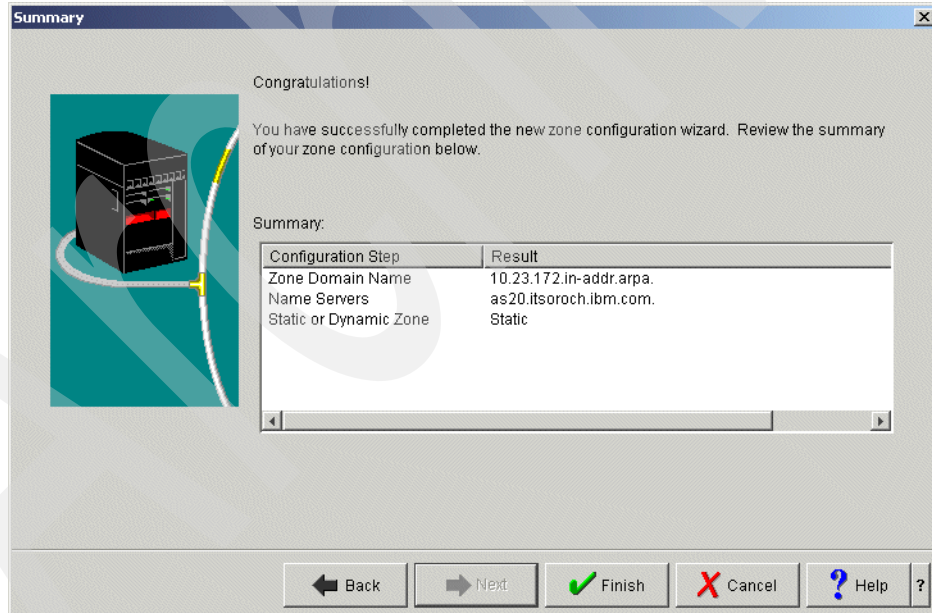 Summary
Congratulations!
You have successfully completed the new zone configuration wizard. Review the summary
of your zone configuration below.
Summary:
Configuration Step Result
Zone Domain Name 10.23.172.in-addr.arpa.
Name Servers as20.itsoroch.ibm.com.
Static or Dynamic Zone Static
Back Next Finish Cancel ? Help ?